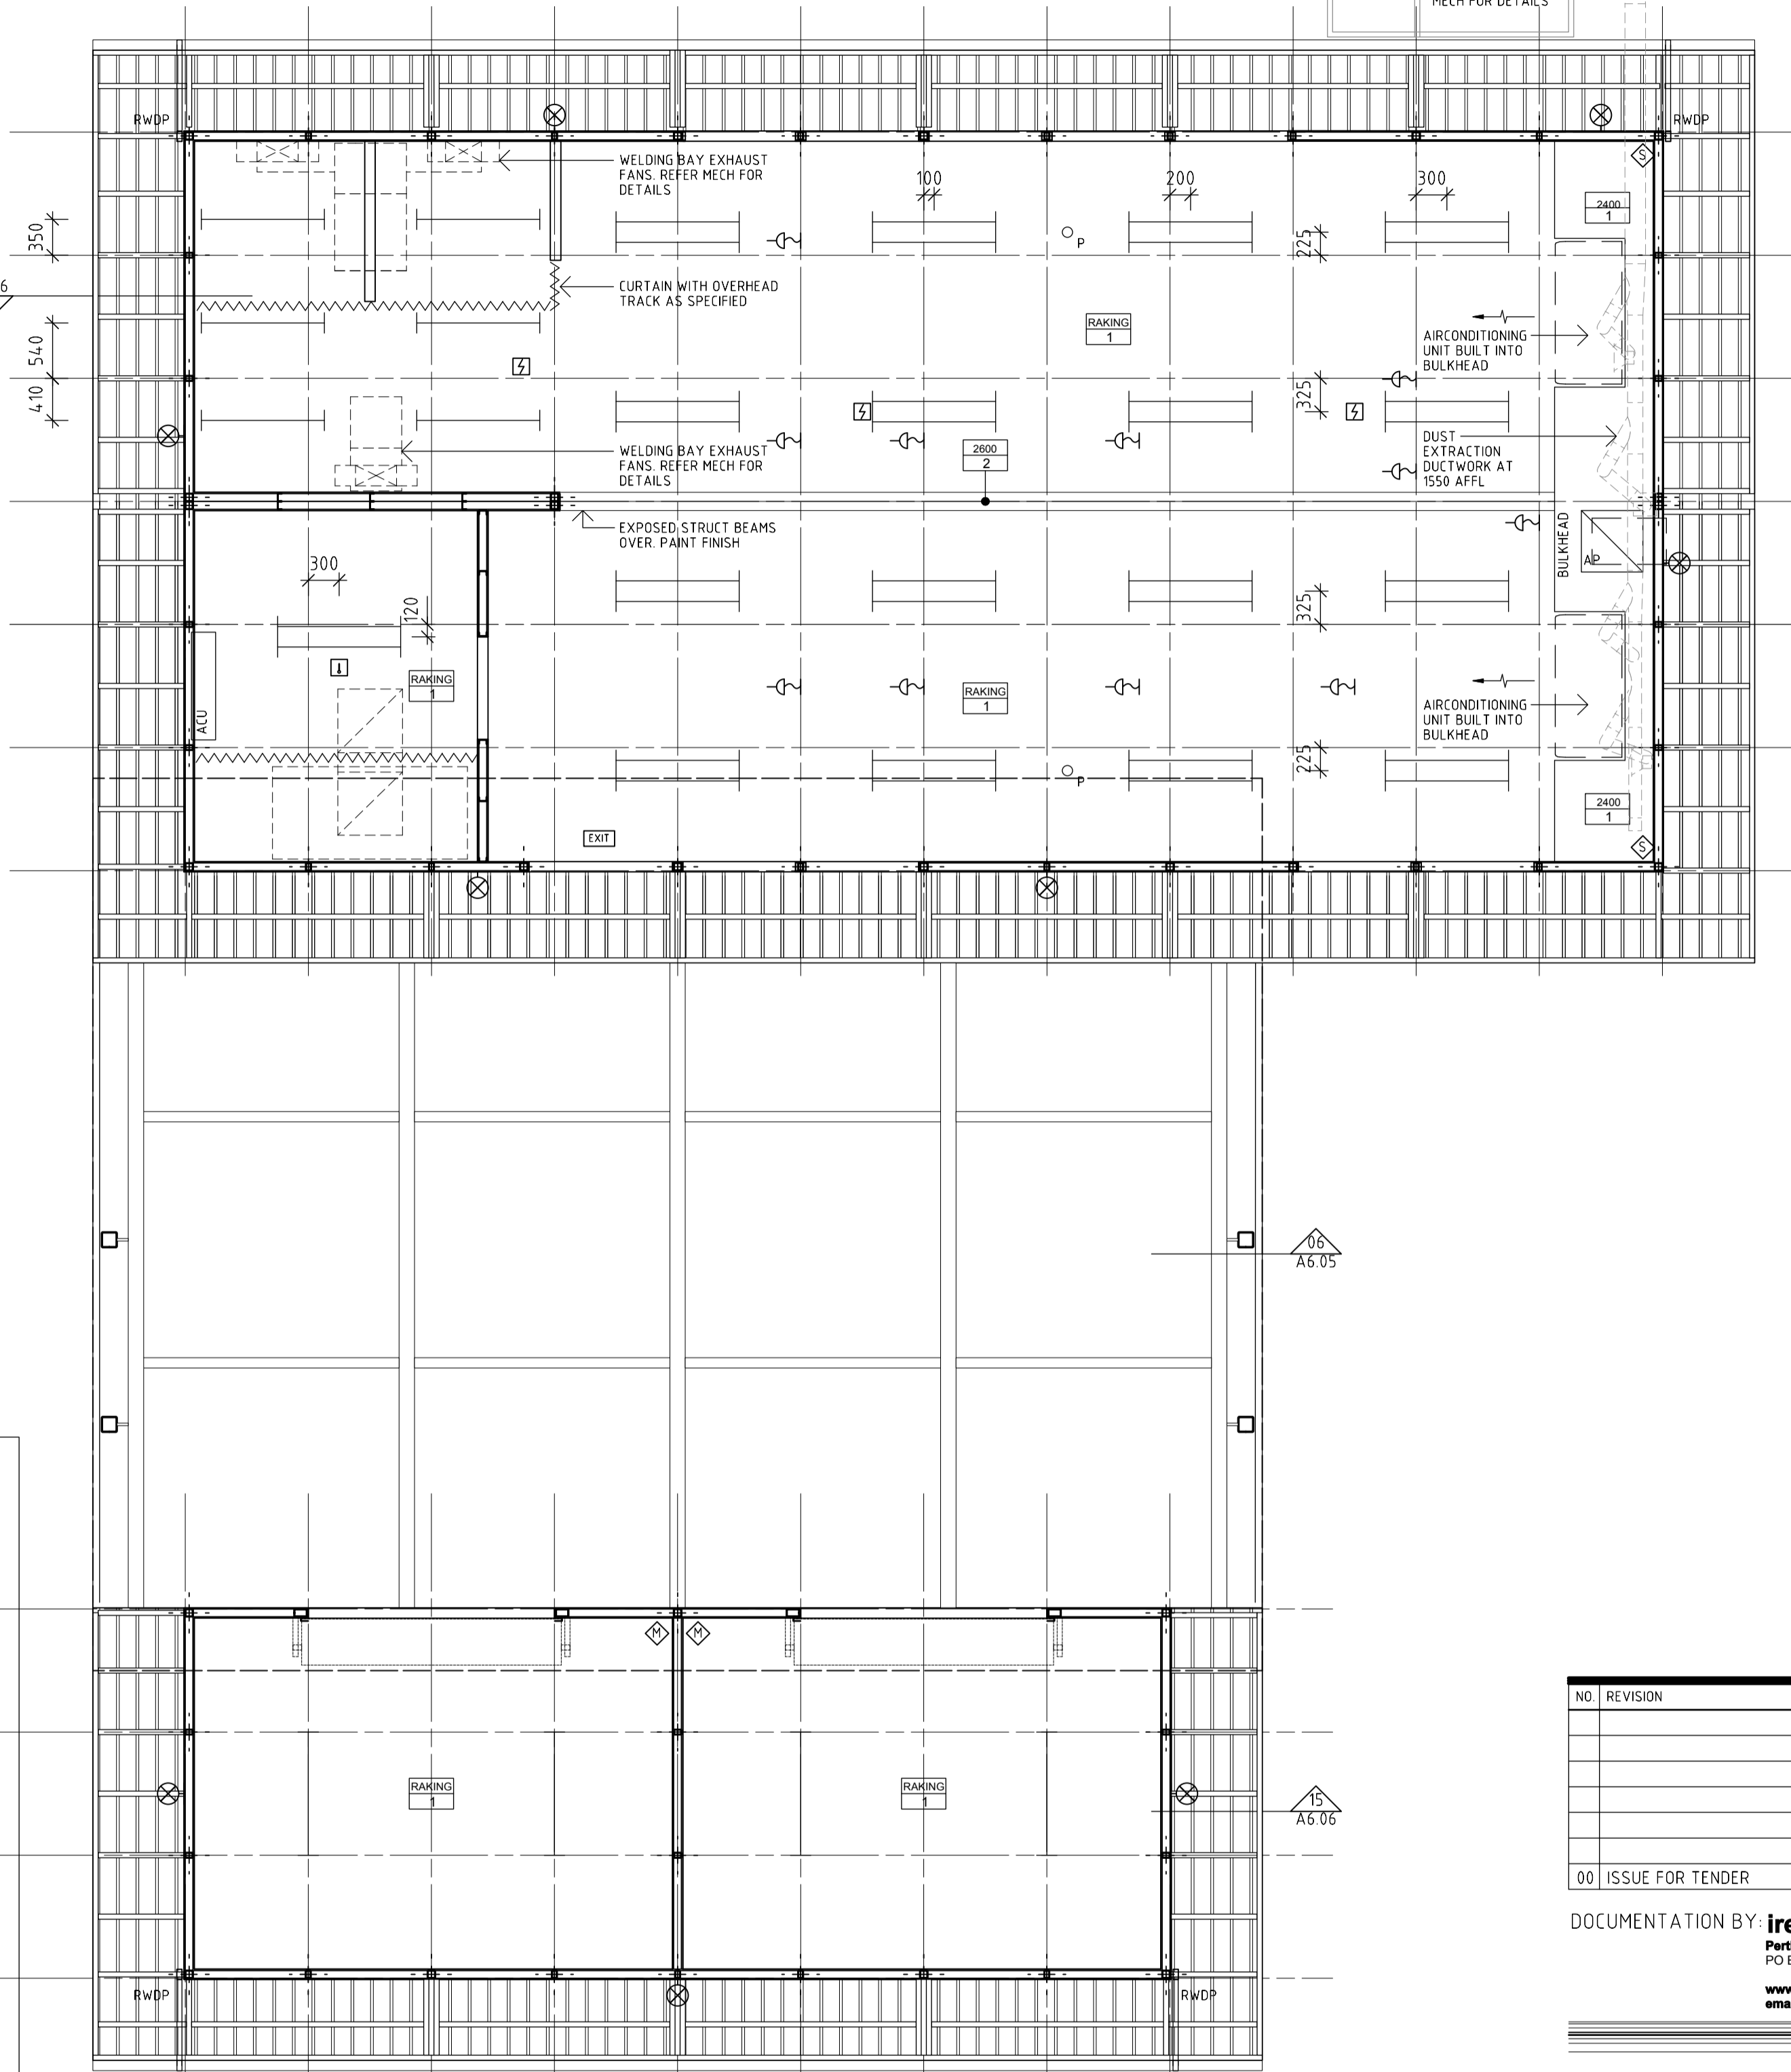 MECH FOR DETAILS
RWDP
RWDP
WELDING BAY EXHAUST
FANS. REFER MECH FOR
DETAILS
100
200
300
S
2400
1
350
P
225
6
CURTAIN WITH OVERHEAD
TRACK AS SPECIFIED
RAKING
1
AIRCONDITIONING
UNIT BUILT INTO
BULKHEAD
540
410
325
WELDING BAY EXHAUST
FANS. REFER MECH FOR
DETAILS
2600
2
DUST
EXTRACTION
DUCTWORK AT
1550 AFFL
EXPOSED STRUCT BEAMS
OVER. PAINT FINISH
BULKHEAD
AP
300
120
325
RAKING
1
RAKING
1
ACU
AIRCONDITIONING
UNIT BUILT INTO
BULKHEAD
225
P
2400
1
EXIT
S
06
A6.05
M
M
RAKING
1
RAKING
1
15
A6.06
RWDP
RWDP
NO. REVISION
00 ISSUE FOR TENDER
DOCUMENTATION BY:
PO
www